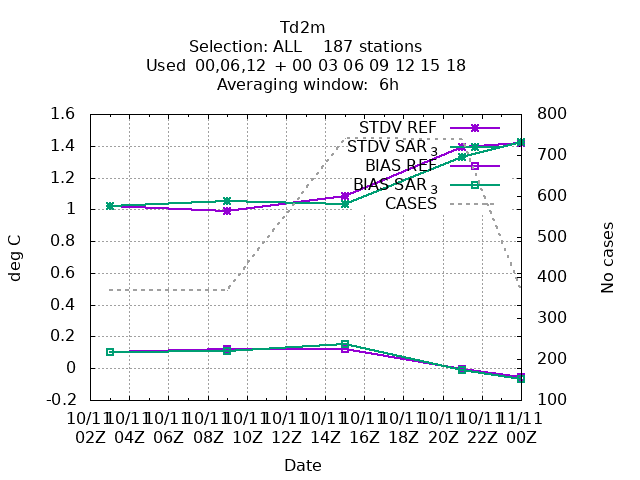 Td2m
Selection: ALL 187 stations
Used 00,06,12 + 00 03 06 09 12 15 18
Averaging window: 6h
1.6
1.4
1.2
1
0.8
0.6
0.4
0.2
0
-0.2
deg C
800
700
600
500
400
300
200
100
No cases
STDV REF
STDV SAR 3
BIAS REF
BIAS SAR 3
CASES
10/11 10/11 10/11 10/11 10/11 10/11 10/11 10/11 10/11 10/11 10/11 11/11
02Z 04Z 06Z 08Z 10Z 12Z 14Z 16Z 18Z 20Z 22Z 00Z
Date